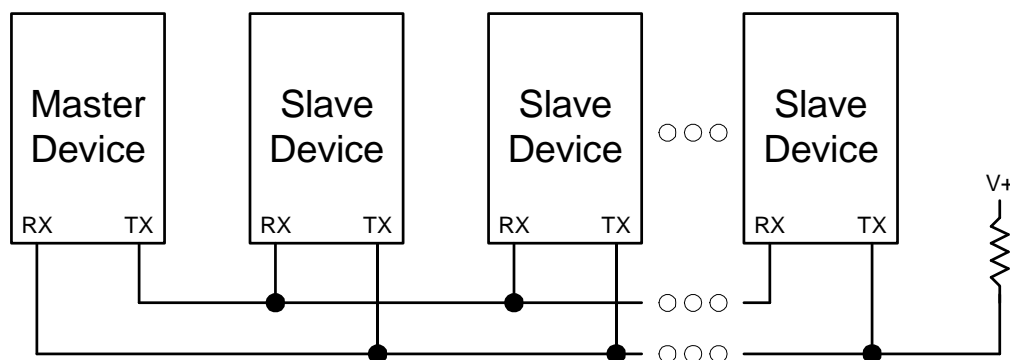 Master
Device
RX TX
Slave
Device
RX TX
Slave
Device
RX TX
Slave
Device
RX TX
V+